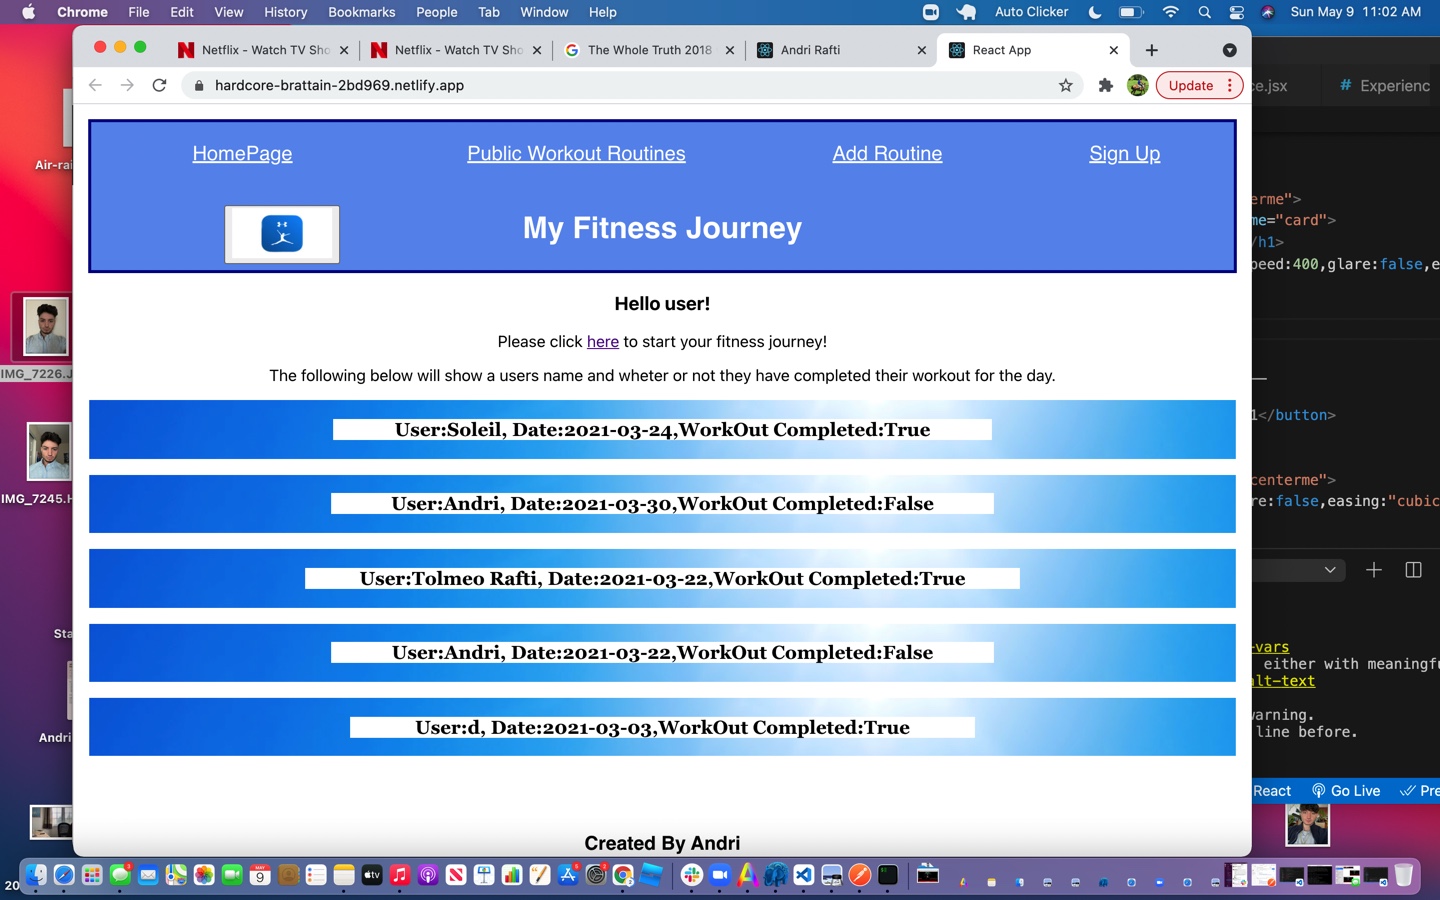 Chrome File Edit View History Bookmarks People Tab Window Help Auto Clicker Sun May 9 11:02 AM
Netflix - Watch TV Sho Netflix - Watch TV Sho The Whole Truth 2018 Andri Rafti React App
hardcore-brattain-2bd969.netlify.app Update
HomePage Public Workout Routines Add Routine Sign Up
My Fitness Journey
Hello user!
Please click here to start your fitness journey!
The following below will show a users name and wheter or not they have completed their workout for the day.
User:Soleil, Date:2021-03-24,WorkOut Completed:True
User:Andri, Date:2021-03-30,WorkOut Completed:False
User:Tolmeo Rafti, Date:2021-03-22,WorkOut Completed:True
User:Andri, Date:2021-03-22,WorkOut Completed:False
User:d, Date:2021-03-03,WorkOut Completed:True
Created By Andri
Air-rai
IMG_7226.J
IMG_7245.H
Sta
Andri
20
ce.jsx # Experienc
erme">
me="card">
/h1>
peed:400,glare:false,e
1</button>
centerme">
re:false,easing:"cubic
-vars
either with meaningfu
alt-text
warning.
line before.
React Go Live Pre
MAY
9
tv